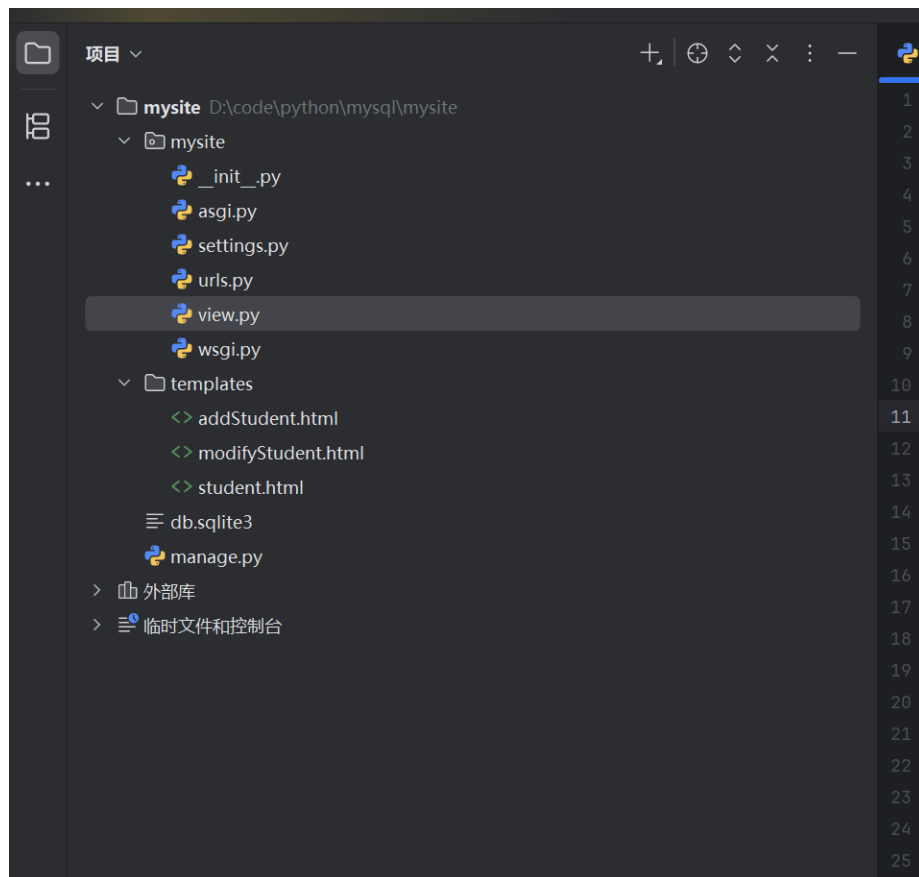 项目
mysite D:\code\python\mysql\mysite
mysite
__init__.py
asgi.py
settings.py
urls.py
view.py
wsgi.py
templates
<> addStudent.html
<> modifyStudent.html
<> student.html
db.sqlite3
manage.py
外部库
临时文件和控制台
1
2
3
4
5
6
7
8
9
10
11
12
13
14
15
16
17
18
19
20
21
22
23
24
25